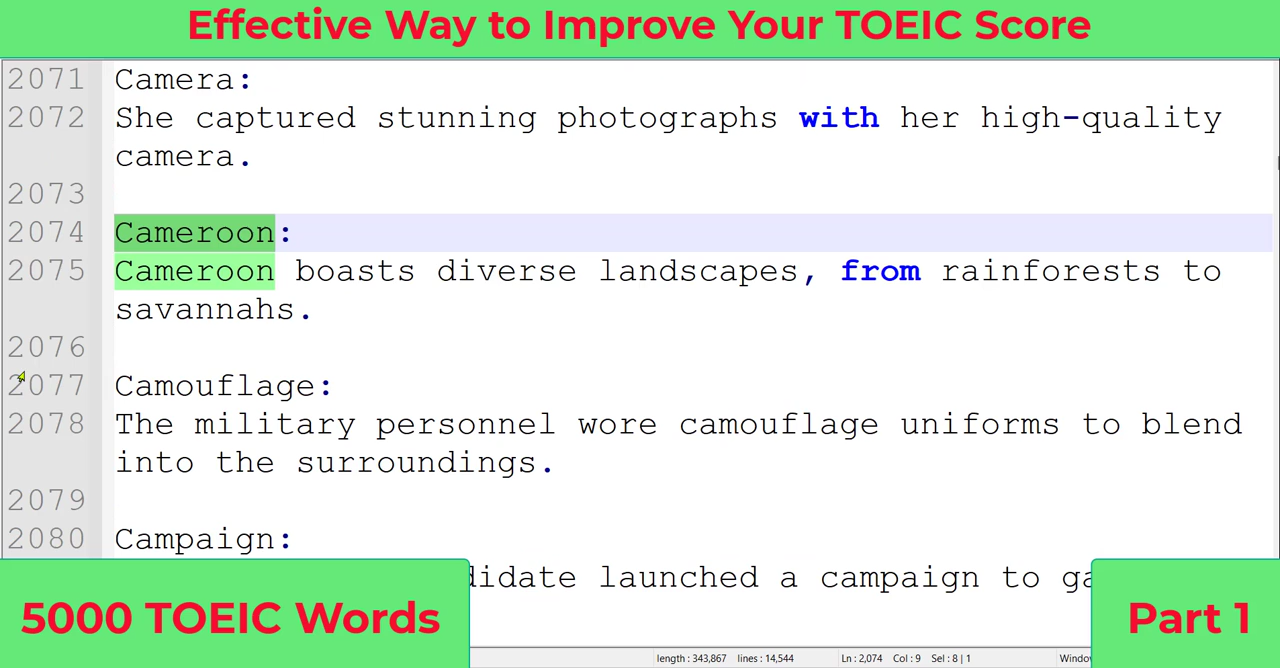 Effective Way to Improve Your TOEIC Score
2071 Camera:
2072 She captured stunning photographs with her high-quality
camera.
2073
2074 Cameroon:
2075 Cameroon boasts diverse landscapes, from rainforests to
savannahs.
2076
2077 Camouflage:
2078 The military personnel wore camouflage uniforms to blend
into the surroundings.
2079
2080 Campaign:
launched a campaign to
5000 TOEIC Words
Part 1
length : 343,867 lines : 14,544 Ln : 2,074 Col : 9 Sel : 8 | 1